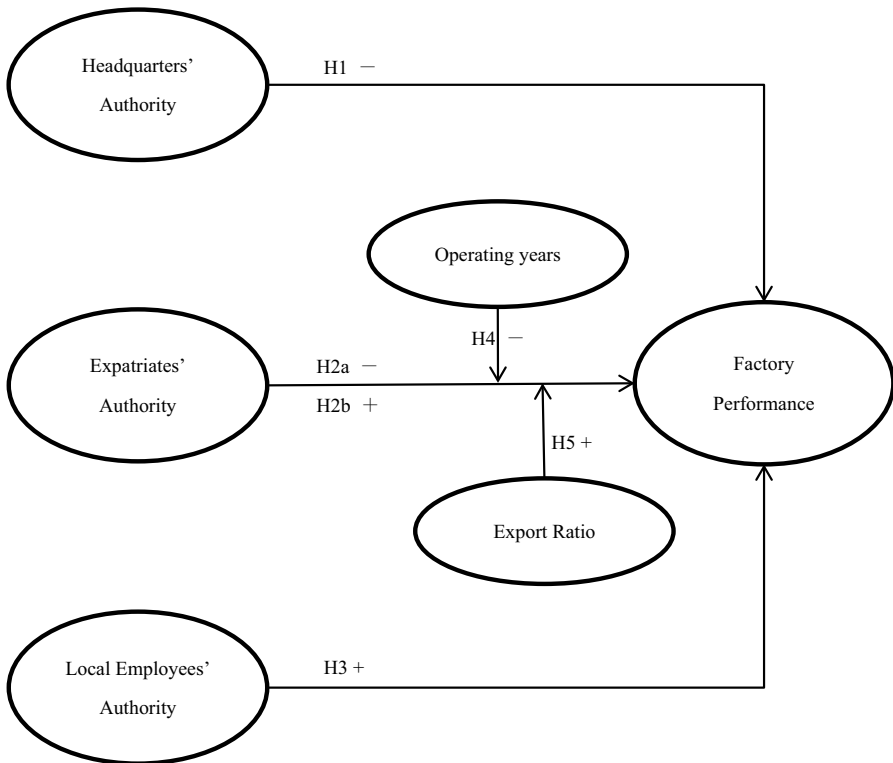 Headquarters’
Authority
H1 －
Operating years
H4 －
Expatriates’
Authority
H2a －
H2b ＋
Factory
Performance
H5 +
Export Ratio
Local Employees’
Authority
H3 +